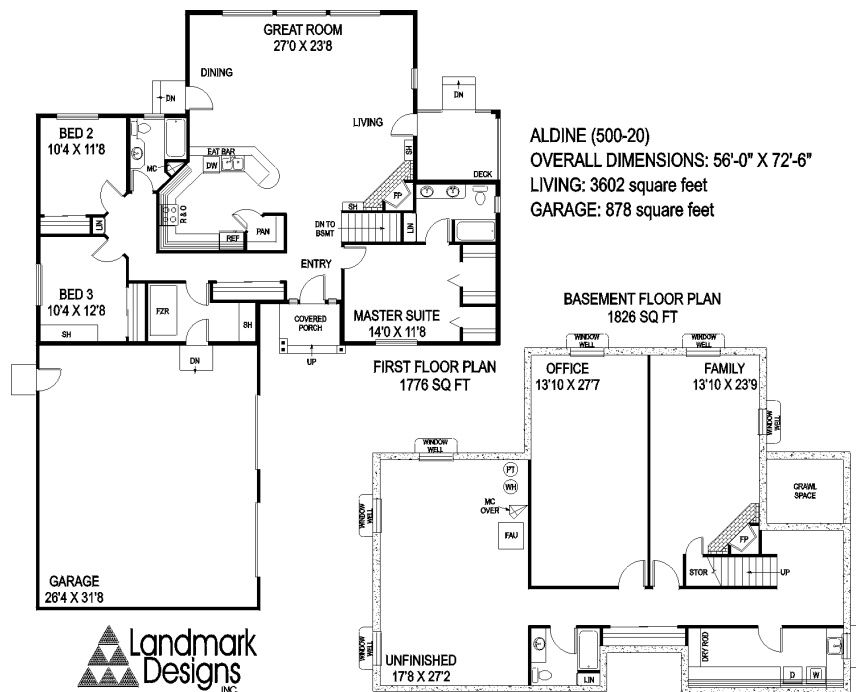 GREAT ROOM
27'0 X 23'8
DINING
DN
DN
BED 2
10'4 X 11'8
MC
EAT BAR
DW
LIVING
SH
DECK
FP
SH
R & O
LIN
REF
PAN
DN TO
BSMT
LIN
ENTRY
BED 3
10'4 X 12'8
SH
FZR
SH
DN
COVERED
PORCH
UP
MASTER SUITE
14'0 X 11'8
FIRST FLOOR PLAN
1776 SQ FT
GARAGE
26'4 X 31'8
ALDINE (500-20)
OVERALL DIMENSIONS: 56'-0" X 72'-6"
LIVING: 3602 square feet
GARAGE: 878 square feet
BASEMENT FLOOR PLAN
1826 SQ FT
WINDOW
WELL
WINDOW
WELL
OFFICE
13'10 X 27'7
FAMILY
13'10 X 23'9
WINDOW
WELL
WINDOW
WELL
PT
WH
MC
OVER
FAU
WINDOW
WELL
CRAWL
SPACE
FP
STOR
UP
WINDOW
WELL
UNFINISHED
17'8 X 27'2
LIN
DRY ROD
D
W
Landmark
Designs
INC.